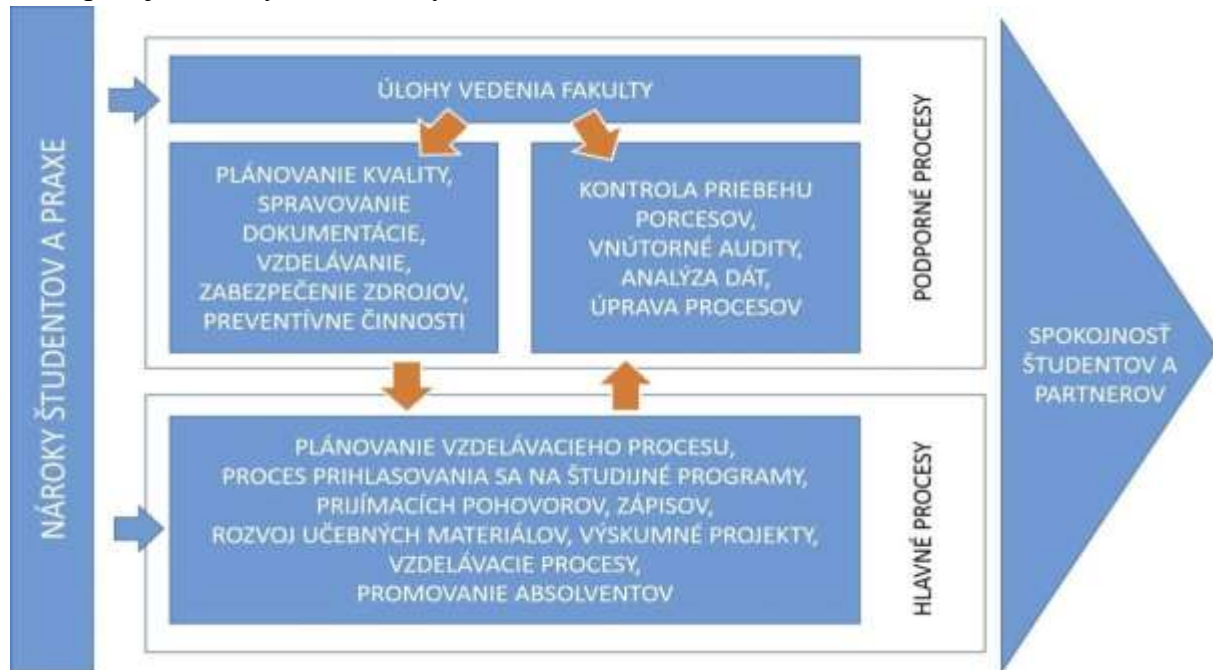 NÁROKY ŠTUDENTOV A PRAXE
ÚLOHY VEDENIA FAKULTY
PLÁNOVANIE KVALITY,
SPRAVOVANIE
DOKUMENTÁCIE,
VZDELÁVANIE,
ZABEZPEČENIE ZDROJOV,
PREVENTÍVNE ČINNOSTI
KONTROLA PRIEBEHU
PORCESOV,
VNÚTORNÉ AUDITY,
ANALÝZA DÁT,
ÚPRAVA PROCESOV
PODPORNÉ PROCESY
PLÁNOVANIE VZDELÁVACIEHO PROCESU,
PROCES PRIHLASOVANIA SA NA ŠTUDIJNÉ PROGRAMY,
PRIJÍMACÍCH POHOVOROV, ZÁPISOV,
ROZVOJ UČEBNÝCH MATERIÁLOV, VÝSKUMNÉ PROJEKTY,
VZDELÁVACIE PROCESY,
PROMOVANIE ABSOLVENTOV
HLAVNÉ PROCESY
SPOKOJNOSŤ
ŠTUDENTOV A
PARTNEROV